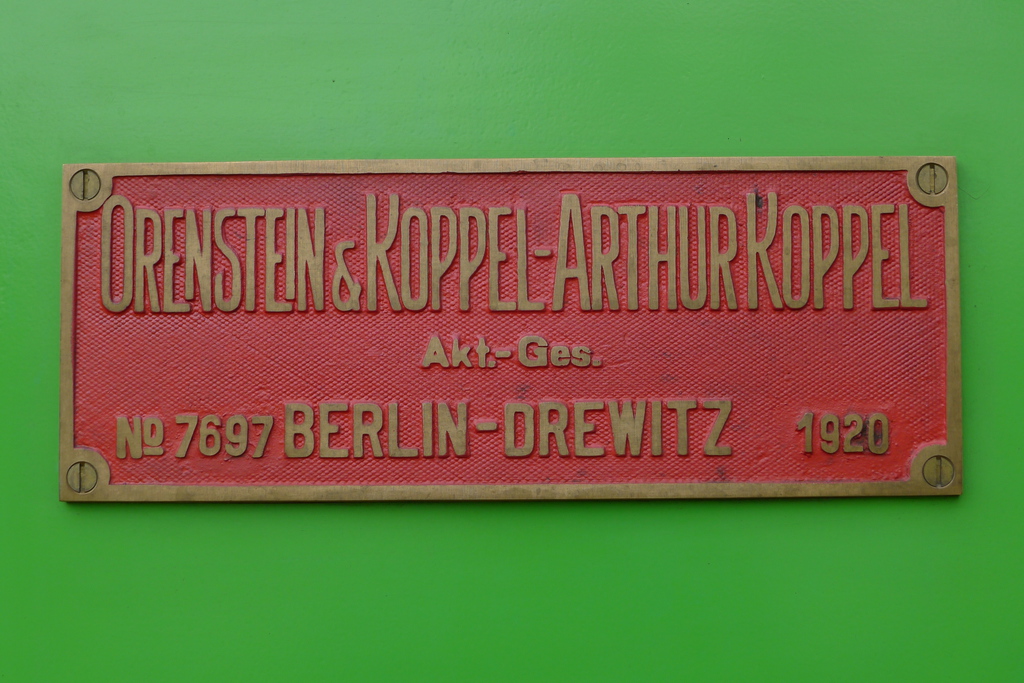 ORENSTEIN & KOPPEL-ARTHUR KOPPEL
Akt.-Ges.
Nº 7697 BERLIN-DREWITZ 1920